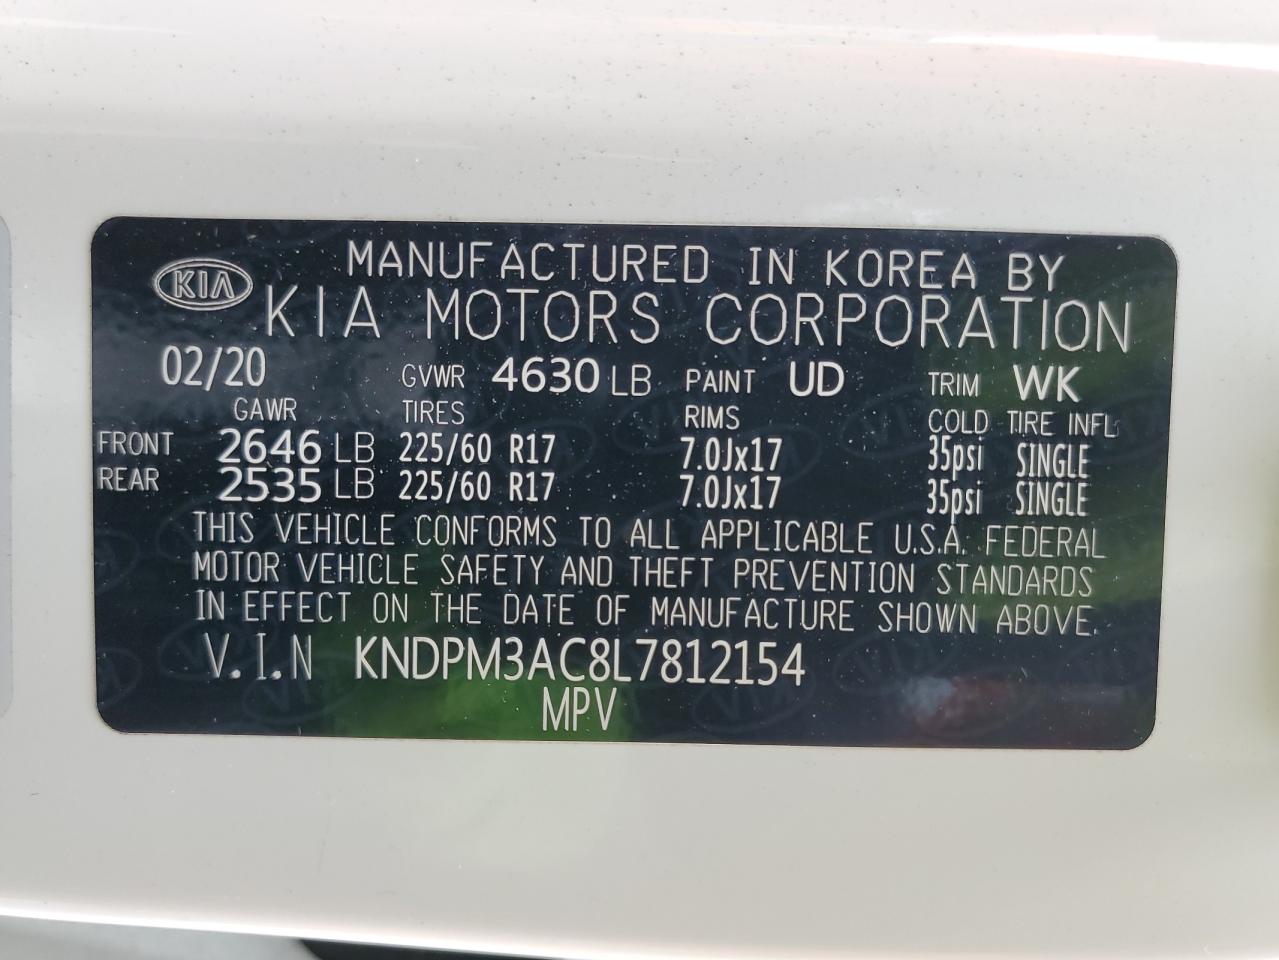 MANUFACTURED IN KOREA BY
KIA
KIA MOTORS CORPORATION
02/20 GVWR 4630 LB PAINT UD TRIM WK
GAWR TIRES RIMS COLD TIRE INFL
FRONT 2646 LB 225/60 R17 7.0Jx17 35psi SINGLE
REAR 2535 LB 225/60 R17 7.0Jx17 35psi SINGLE
THIS VEHICLE CONFORMS TO ALL APPLICABLE U.S.A. FEDERAL
MOTOR VEHICLE SAFETY AND THEFT PREVENTION STANDARDS
IN EFFECT ON THE DATE OF MANUFACTURE SHOWN ABOVE.
V.I.N KNDPM3AC8L7812154
MPV